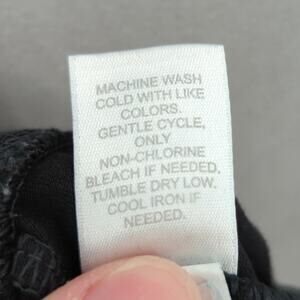 MACHINE WASH
COLD WITH LIKE
COLORS.
GENTLE CYCLE,
ONLY
NON-CHLORINE
BLEACH IF NEEDED.
TUMBLE DRY LOW.
COOL IRON IF
NEEDED.